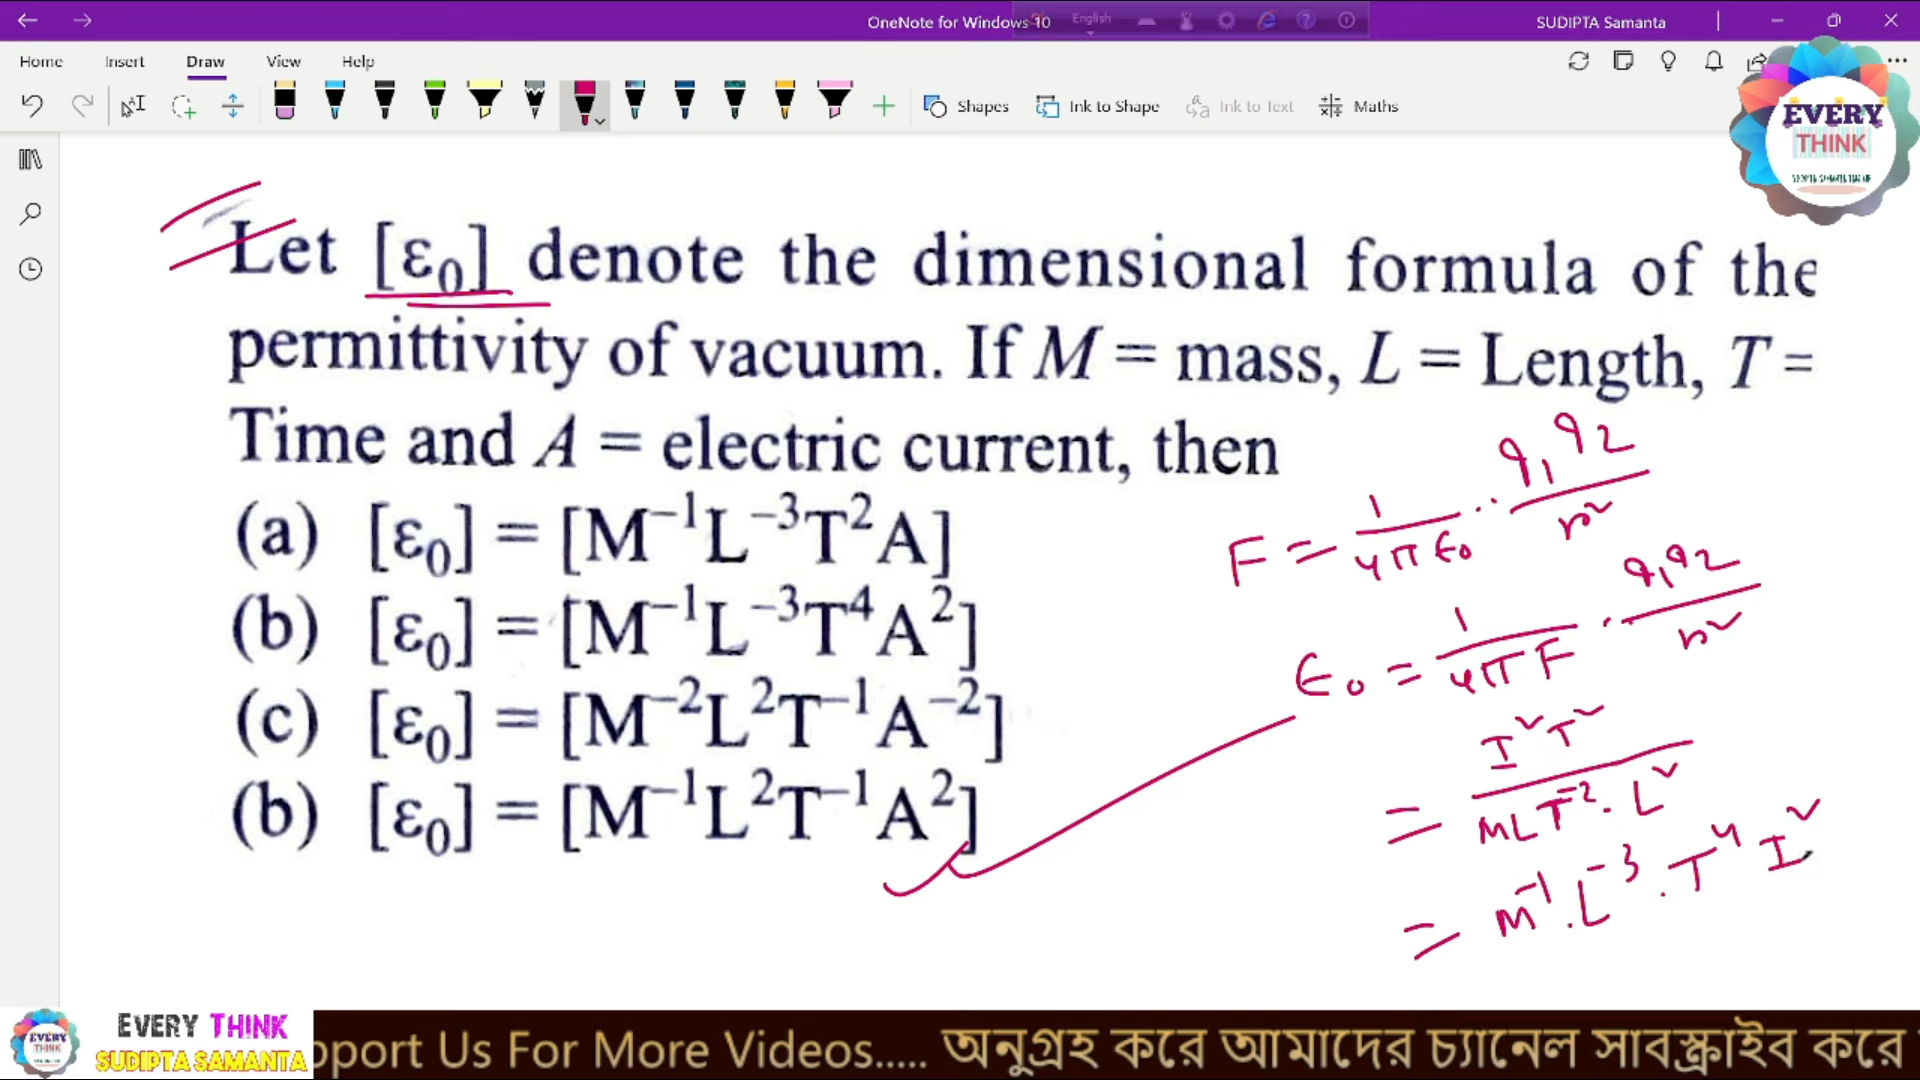 OneNote for Windows 10
English
SUDIPTA Samanta
Home Insert Draw View Help
Shapes Ink to Shape Ink to Text Maths
EVERY
THINK
Let [ε₀] denote the dimensional formula of the
permittivity of vacuum. If M = mass, L = Length, T =
Time and A = electric current, then
(a) [ε₀] = [M⁻¹L⁻³T²A]
(b) [ε₀] = [M⁻¹L⁻³T⁴A²]
(c) [ε₀] = [M⁻²L²T⁻¹A⁻²]
(b) [ε₀] = [M⁻¹L²T⁻¹A²]
F = 1/4πε₀ · q₁q₂/r²
ε₀ = 1/4πF · q₁q₂/r²
= I²T²/MLT⁻². L²
= M⁻¹.L⁻³.T⁴I²
EVERY
THINK
EVERY THINK
SUDIPTA SAMANTA
pport Us For More Videos..... অনুগ্রহ করে আমাদের চ্যানেল সাবস্ক্রাইব করে